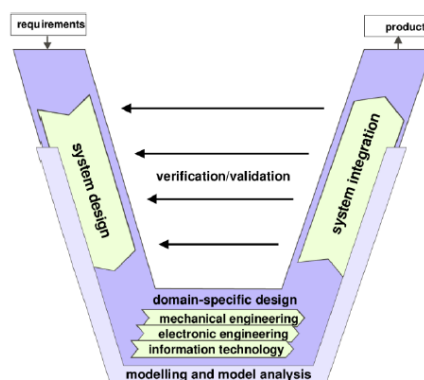 requirements
product
system design
system integration
verification/validation
domain-specific design
mechanical engineering
electronic engineering
information technology
modelling and model analysis